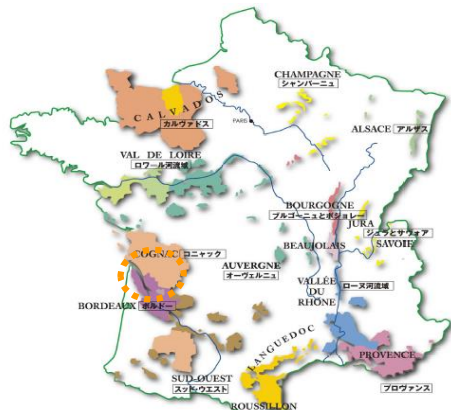 CHAMPAGNE
シャンパーニュ
CALVADOS
カルヴァドス
PARIS
ALSACE アルザス
VAL DE LOIRE
ロワール河流域
BOURGOGNE
ブルゴーニュとボジョレー
JURA
ジュラとサヴォア
SAVOIE
BEAUJOLAIS
COGNAC コニャック
AUVERGNE
オーヴェルニュ
VALLÉE
DU
RHÔNE
ローヌ河流域
BORDEAUX ボルドー
LANGUEDOC
PROVENCE
プロヴァンス
SUD-OUEST
スッド・ウエスト
ROUSSILLON